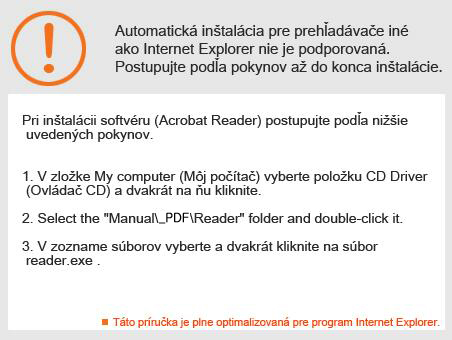 Automatická inštalácia pre prehľadávače iné
ako Internet Explorer nie je podporovaná.
Postupujte podľa pokynov až do konca inštalácie.
Pri inštalácii softvéru (Acrobat Reader) postupujte podľa nižšie
uvedených pokynov.
1. V zložke My computer (Môj počítač) vyberte položku CD Driver
(Ovládač CD) a dvakrát na ňu kliknite.
2. Select the "Manual\_PDF\Reader" folder and double-click it.
3. V zozname súborov vyberte a dvakrát kliknite na súbor
reader.exe .
Táto príručka je plne optimalizovaná pre program Internet Explorer.